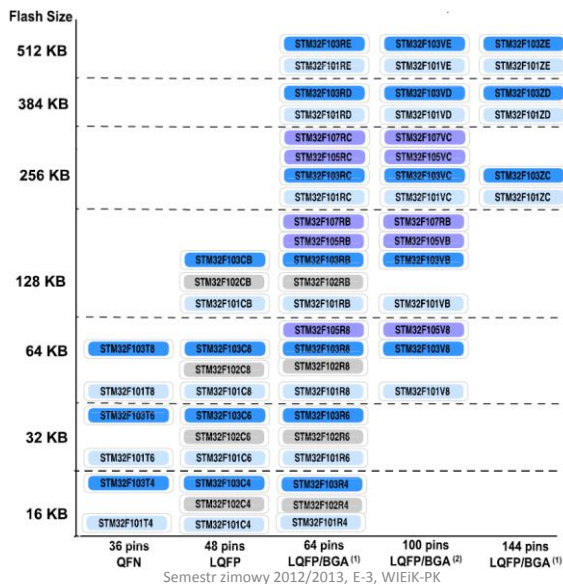 Flash Size
STM32F103RE STM32F103VE STM32F103ZE
512 KB
STM32F101RE STM32F101VE STM32F101ZE
STM32F103RD STM32F103VD STM32F103ZD
384 KB
STM32F101RD STM32F101VD STM32F101ZD
STM32F107RC STM32F107VC
STM32F105RC STM32F105VC
256 KB STM32F103RC STM32F103VC STM32F103ZC
STM32F101RC STM32F101VC STM32F101ZC
STM32F107RB STM32F107RB
STM32F105RB STM32F105VB
STM32F103CB STM32F103RB STM32F103VB
128 KB STM32F102CB STM32F102RB
STM32F101CB STM32F101RB STM32F101VB
STM32F105R8 STM32F105V8
64 KB STM32F103T8 STM32F103C8 STM32F103R8 STM32F103V8
STM32F102C8 STM32F102R8
STM32F101T8 STM32F101C8 STM32F101R8 STM32F101V8
STM32F103T6 STM32F103C6 STM32F103R6
32 KB STM32F102C6 STM32F102R6
STM32F101T6 STM32F101C6 STM32F101R6
STM32F103T4 STM32F103C4 STM32F103R4
STM32F102C4 STM32F102R4
16 KB STM32F101T4 STM32F101C4 STM32F101R4
36 pins 48 pins 64 pins 100 pins 144 pins
QFN LQFP LQFP/BGA (1) LQFP/BGA (2) LQFP/BGA (1)
Semestr zimowy 2012/2013, E-3, WIEiK-PK